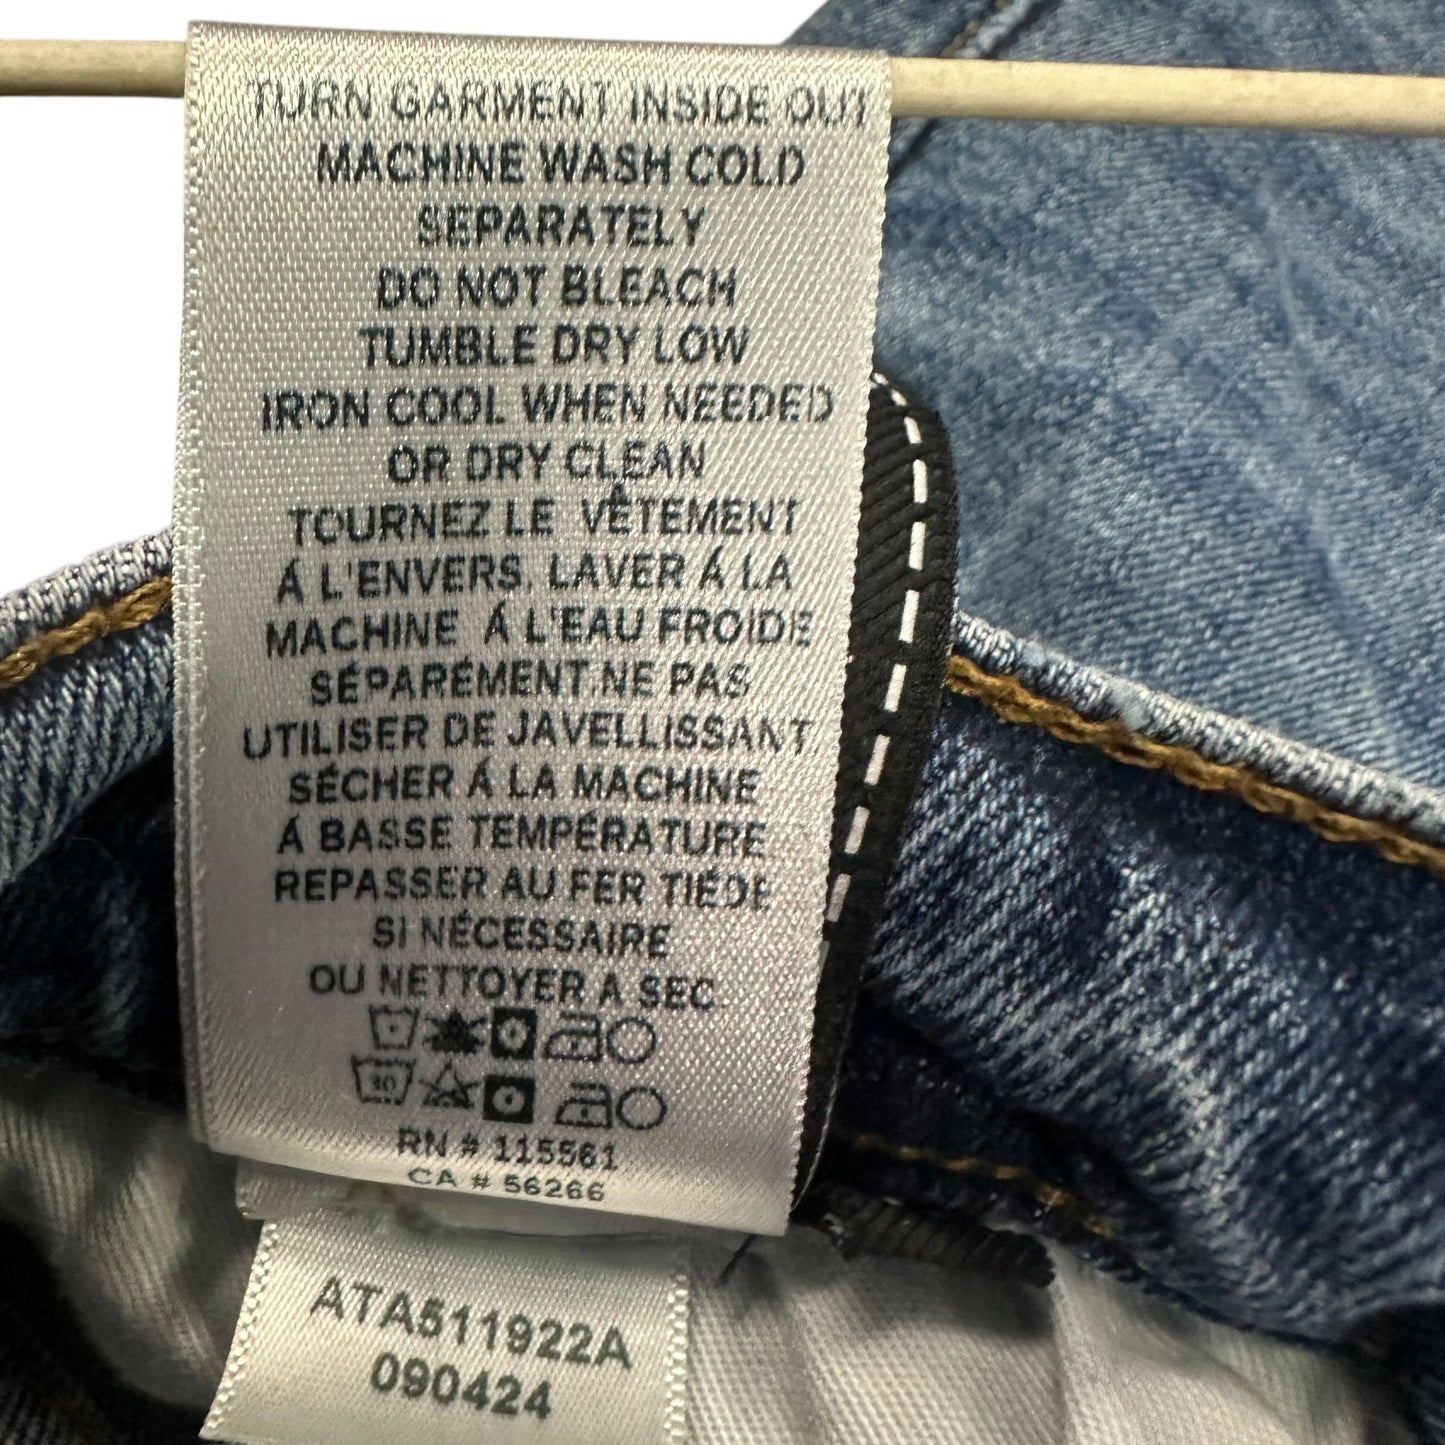 TURN GARMENT INSIDE OUT
MACHINE WASH COLD
SEPARATELY
DO NOT BLEACH
TUMBLE DRY LOW
IRON COOL WHEN NEEDED
OR DRY CLEAN
TOURNEZ LE VÊTEMENT
Á L'ENVERS. LAVER Á LA
MACHINE Á L'EAU FROIDE
SÉPARÉMENT.NE PAS
UTILISER DE JAVELLISSANT
SÉCHER Á LA MACHINE
Á BASSE TEMPÉRATURE
REPASSER AU FER TIÉDE
SI NÉCESSAIRE
OU NETTOYER A SEC
30
RN # 115561
CA # 56266
ATA511922A
090424